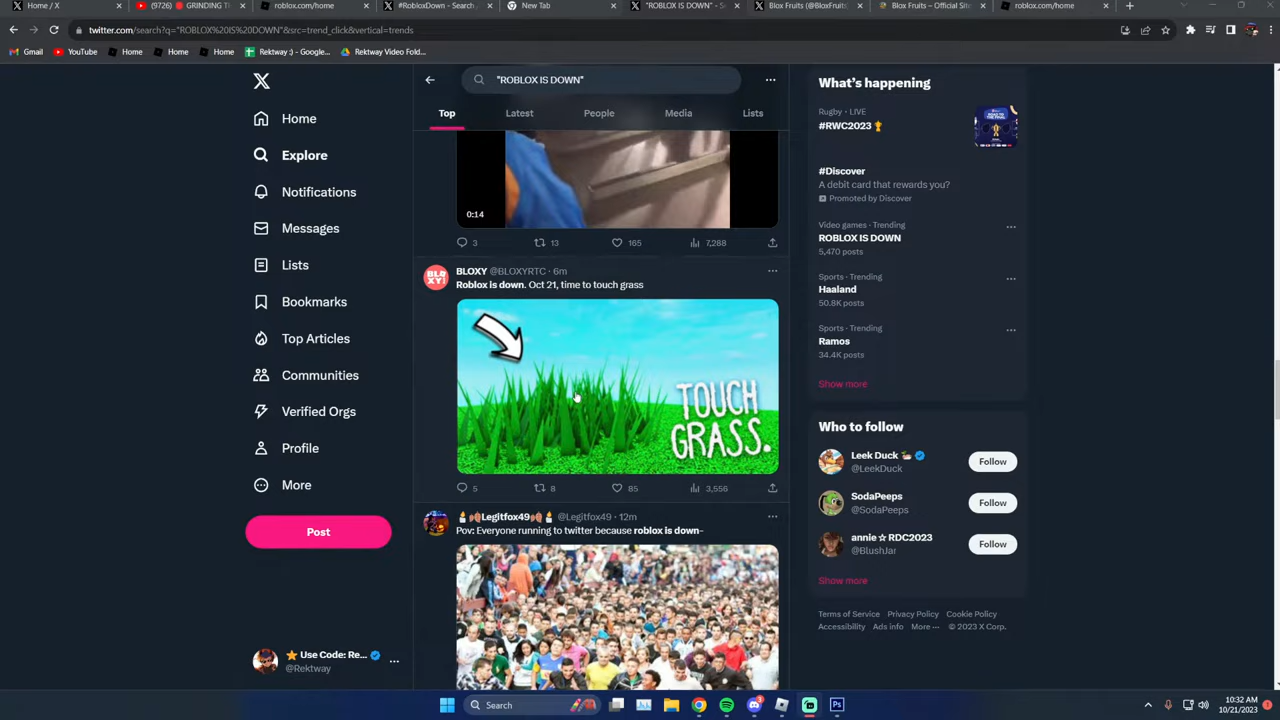 Home / X
(9726) 🔴 GRINDING T
roblox.com/home
#RobloxDown - Search
New Tab
"ROBLOX IS DOWN" - Se
Blox Fruits (@BloxFruits
Blox Fruits – Official Site
roblox.com/home
twitter.com/search?q="ROBLOX%20IS%20DOWN"&src=trend_click&vertical=trends
Gmail
YouTube
Home
Home
Home
Rektway :) - Google...
Rektway Video Fold...
Home
Explore
Notifications
Messages
Lists
Bookmarks
Top Articles
Communities
Verified Orgs
Profile
More
Post
⭐ Use Code: Re...
@Rektway
"ROBLOX IS DOWN"
Top
Latest
People
Media
Lists
0:14
3
13
165
7,288
BLOXY!
BLOXY @BLOXYRTC · 6m
Roblox is down. Oct 21, time to touch grass
TOUCH
GRASS.
5
8
85
3,556
Legitfox49 @Legitfox49 · 12m
Pov: Everyone running to twitter because roblox is down-
What's happening
Rugby · LIVE
#RWC2023 🏆
#Discover
A debit card that rewards you?
Promoted by Discover
Video games · Trending
ROBLOX IS DOWN
5,470 posts
Sports · Trending
Haaland
50.8K posts
Sports · Trending
Ramos
34.4K posts
Show more
Who to follow
Leek Duck
@LeekDuck
Follow
SodaPeeps
@SodaPeeps
Follow
annie ☆ RDC2023
@BlushJar
Follow
Show more
Terms of Service Privacy Policy Cookie Policy
Accessibility Ads info More ··· © 2023 X Corp.
Search
3
10:32 AM
10/21/2023